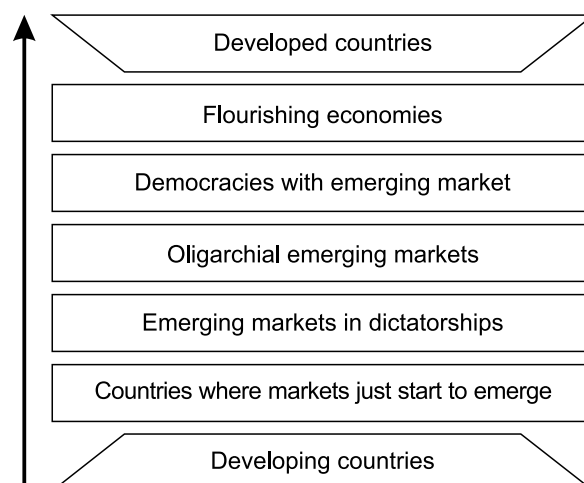 Developed countries
Flourishing economies
Democracies with emerging market
Oligarchial emerging markets
Emerging markets in dictatorships
Countries where markets just start to emerge
Developing countries